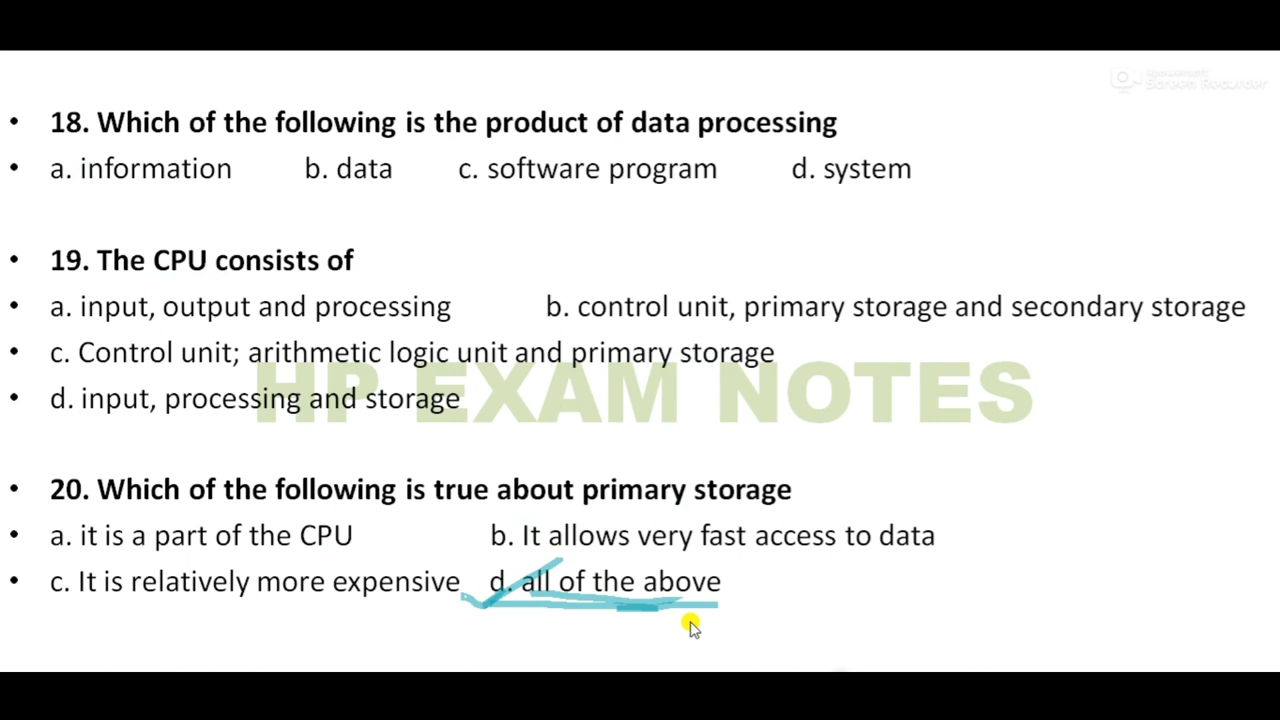 Apowersoft
Screen Recorder
• 18. Which of the following is the product of data processing
• a. information b. data c. software program d. system
• 19. The CPU consists of
• a. input, output and processing b. control unit, primary storage and secondary storage
• c. Control unit; arithmetic logic unit and primary storage
HP EXAM NOTES
• d. input, processing and storage
• 20. Which of the following is true about primary storage
• a. it is a part of the CPU b. It allows very fast access to data
• c. It is relatively more expensive d. all of the above